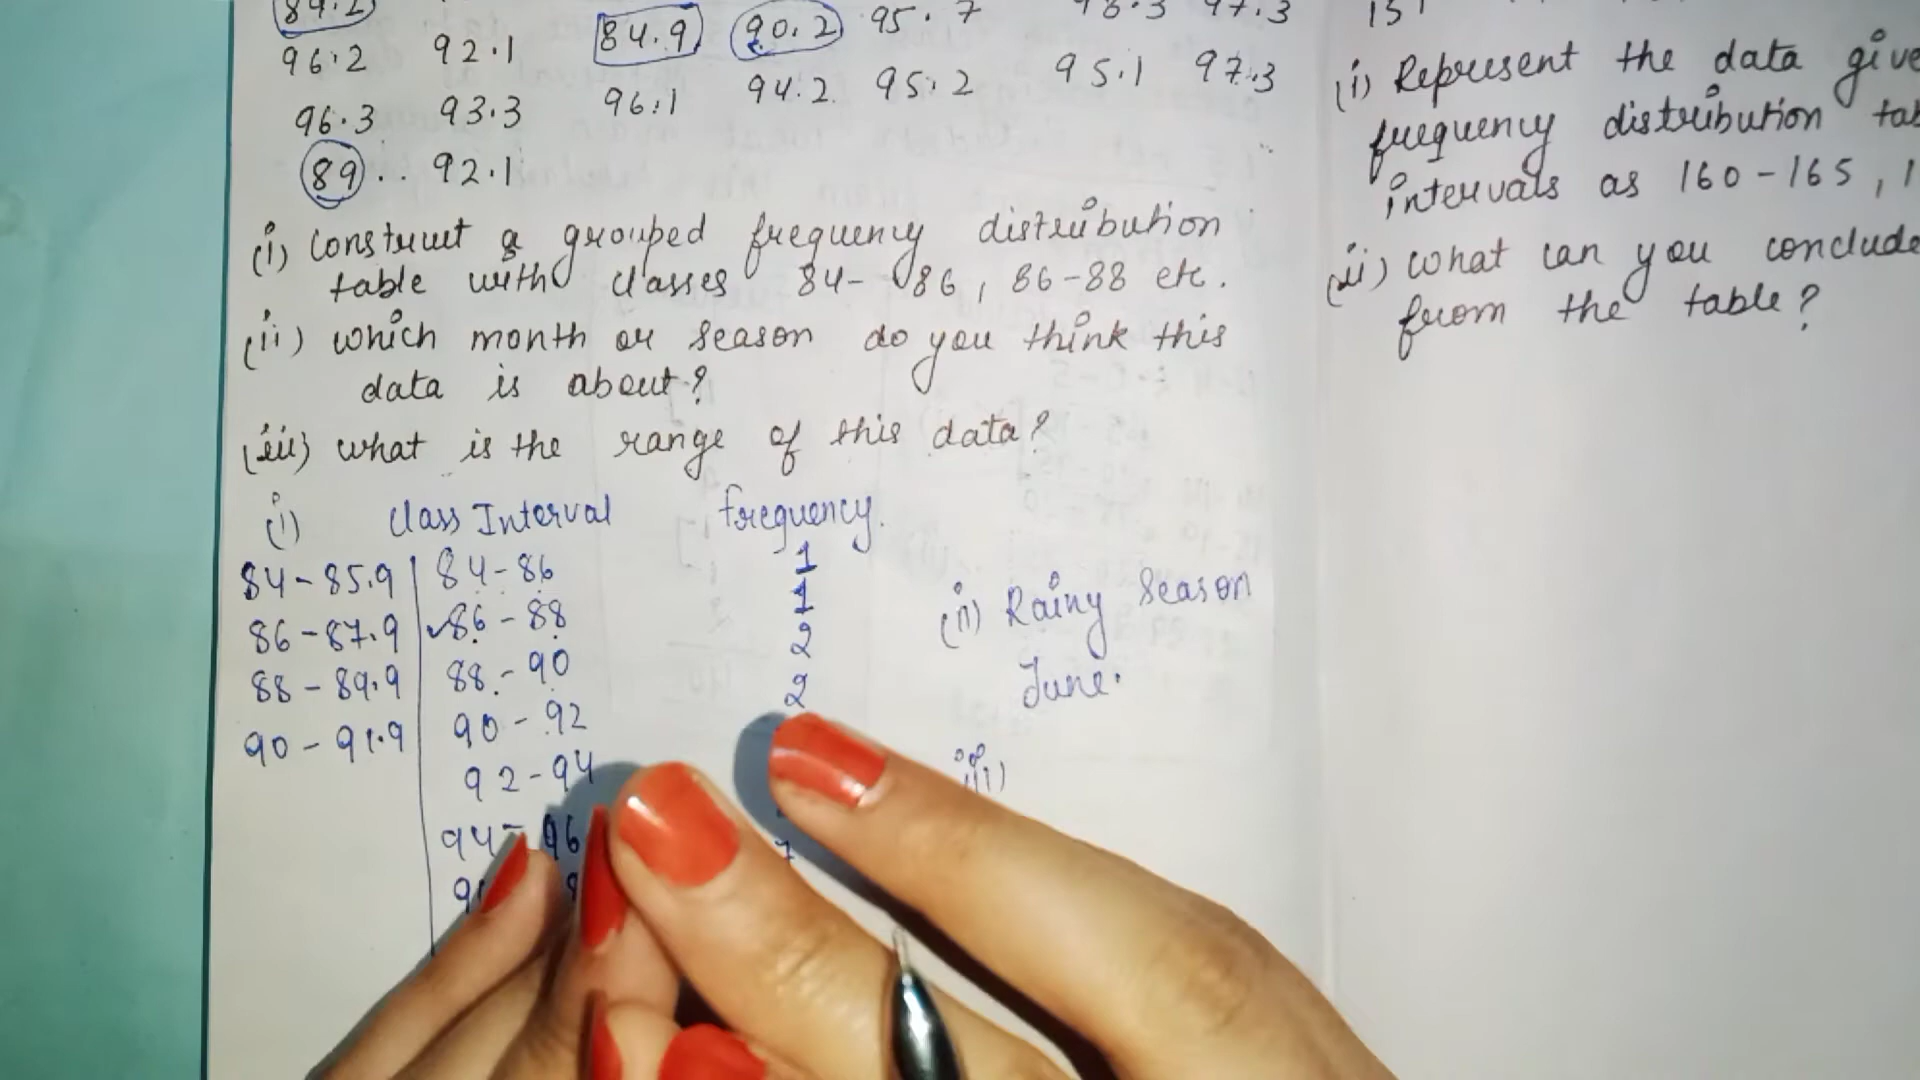 96.2 92.1 84.9 90.2 95.7
96.3 93.3 96.1 94.2 95.2 95.1 97.3
89 .. 92.1
(i) Construct a grouped frequency distribution
table with classes 84-86, 86-88 etc.
(ii) which month or season do you think this
data is about?
(iii) what is the range of this data?
(i) Class Interval frequency.
84-85.9 84-86 1
86-87.9 86-88 1
88-89.9 88-90 2
90-91.9 90-92 2
92-94
94-96 7
(ii) Rainy Season
June.
iii)
(i) Represent the data give
frequency distribution tab
intervals as 160-165, 1
(ii) What can you conclude
from the table?